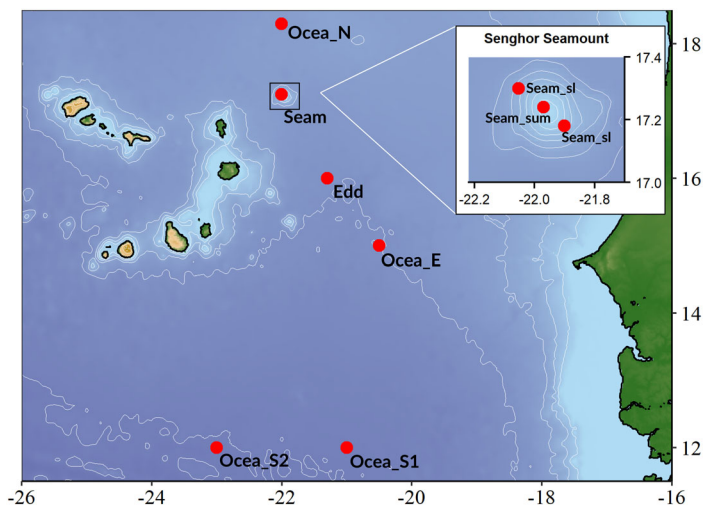 Ocea_N
18
Senghor Seamount
17.4
Seam_sl
Seam_sum
17.2
Seam_sl
17.0
-22.2
-22.0
-21.8
Seam
Edd
16
Ocea_E
14
Ocea_S2
Ocea_S1
12
-26
-24
-22
-20
-18
-16